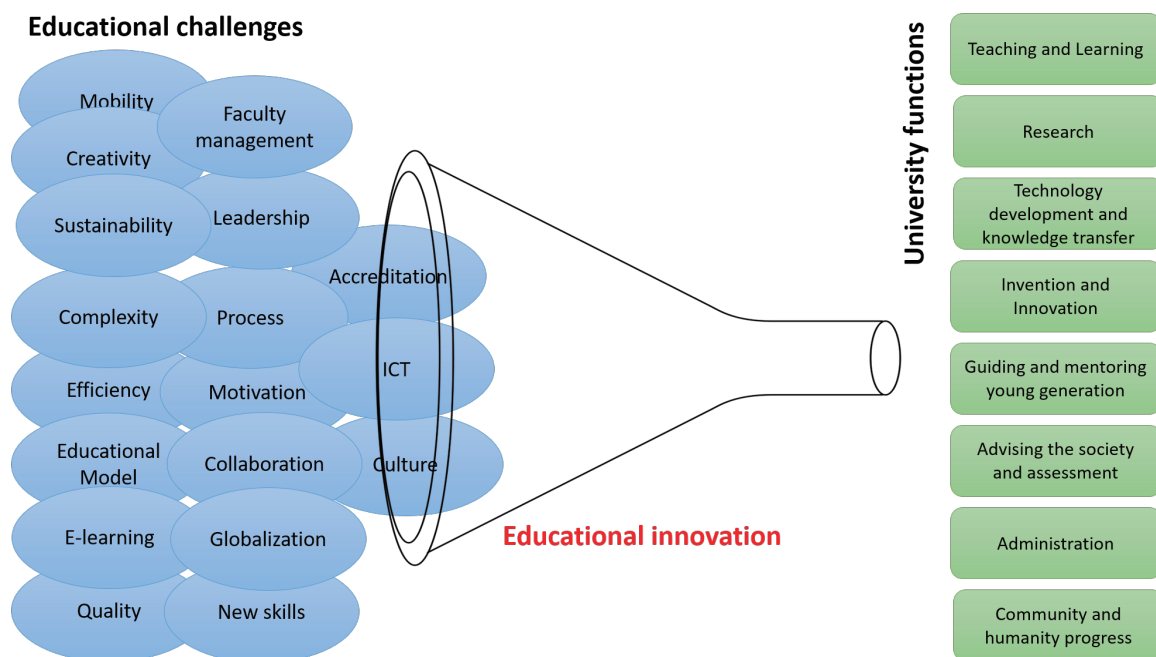 Educational challenges
Mobility
Faculty
management
Creativity
Sustainability
Leadership
Accreditation
Complexity
Process
ICT
Efficiency
Motivation
Educational
Model
Collaboration
Culture
E-learning
Globalization
Quality
New skills
Educational innovation
University functions
Teaching and Learning
Research
Technology
development and
knowledge transfer
Invention and
Innovation
Guiding and mentoring
young generation
Advising the society
and assessment
Administration
Community and
humanity progress